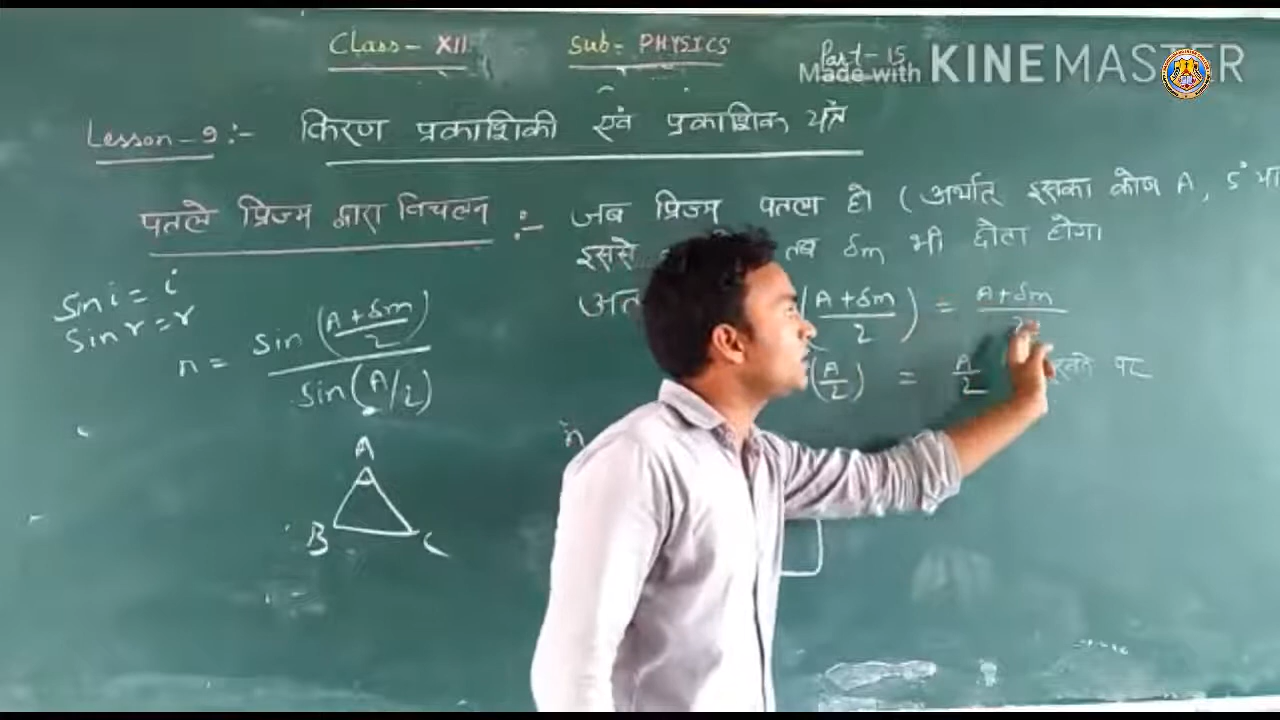 Class - XII Sub:- PHYSICS Part-15
Made with KINEMASTER
Lesson-9:- किरण प्रकाशिकी एवं प्रकाशिक यंत्र
पतले प्रिज्म द्वारा विचलन :- जब प्रिज्म पतला हो (अर्थात् इसका कोण A, 5°
इससे तब δm भी छोटा होगा।
sin i = i
sin r = r
n = sin((A+δm)/2) / sin(A/2)
(A+δm)/2) = (A+δm)/2
(A/2) = A/2 पर
A
B C
n